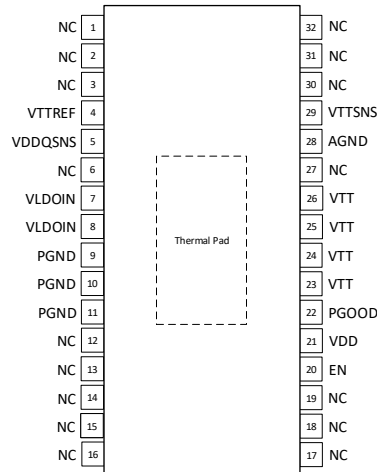 NC 1
NC 2
NC 3
VTTREF 4
VDDQSNS 5
NC 6
VLDOIN 7
VLDOIN 8
PGND 9
PGND 10
PGND 11
NC 12
NC 13
NC 14
NC 15
NC 16
Thermal Pad
32 NC
31 NC
30 NC
29 VTTSNS
28 AGND
27 NC
26 VTT
25 VTT
24 VTT
23 VTT
22 PGOOD
21 VDD
20 EN
19 NC
18 NC
17 NC